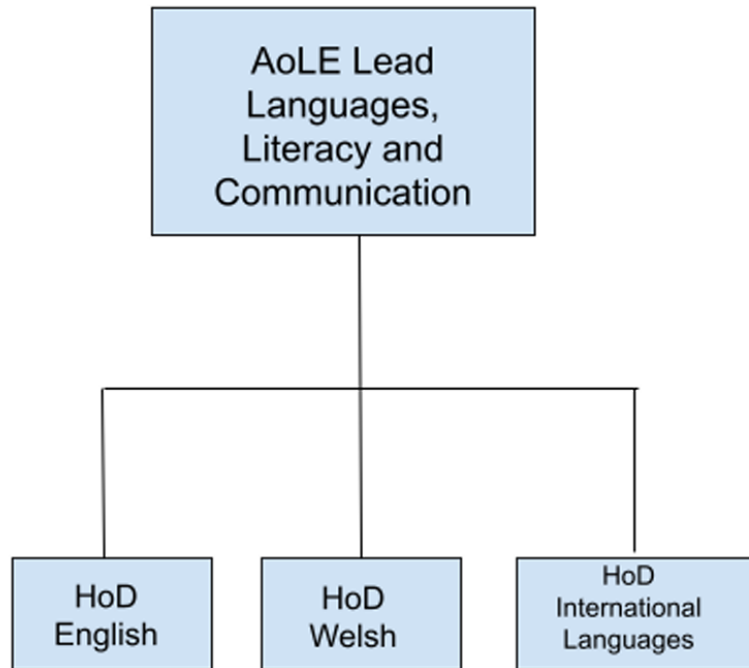 AoLE Lead
Languages,
Literacy and
Communication
HoD
English
HoD
Welsh
HoD
International
Languages